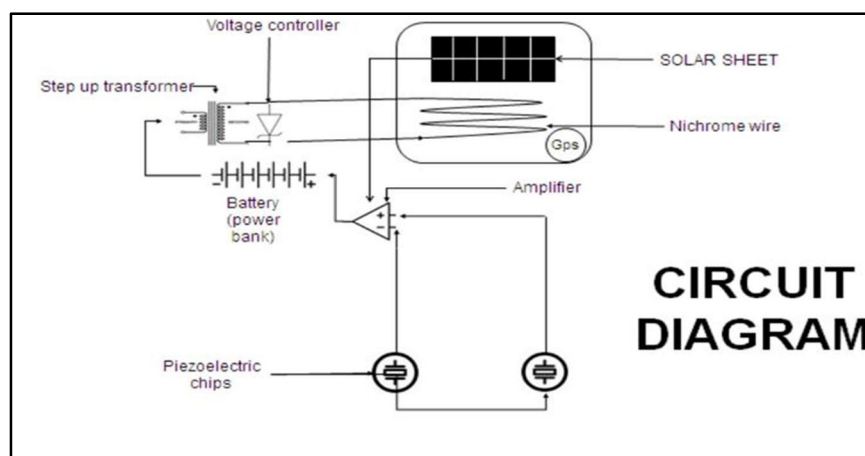 Voltage controller
SOLAR SHEET
Step up transformer
Nichrome wire
Gps
Amplifier
Battery
(power
bank)
CIRCUIT
DIAGRAM
Piezoelectric
chips